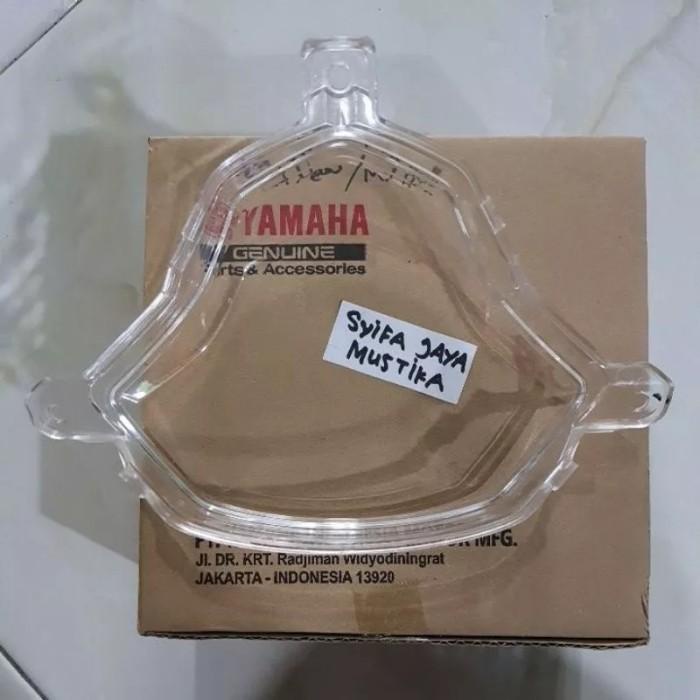 YAMAHA
GENUINE
Parts & Accessories
SyiFA JAYA
MUSTiKA
MFG.
Jl. DR. KRT. Radjiman Widyodiningrat
JAKARTA - INDONESIA 13920